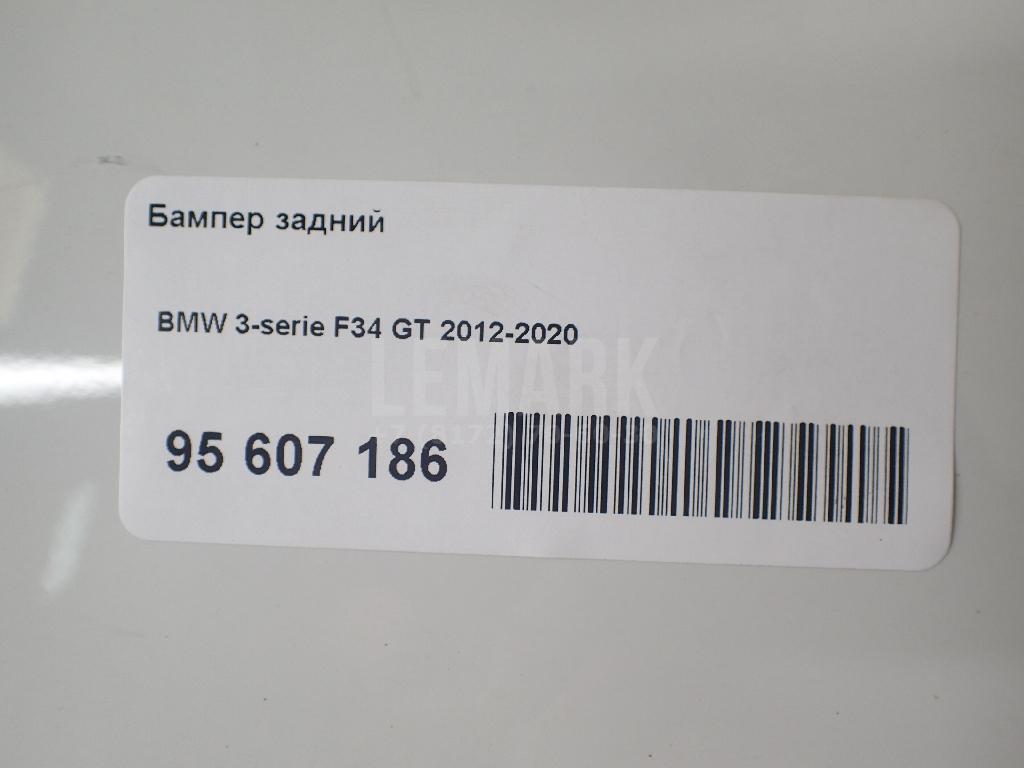 Бампер задний
BMW 3-serie F34 GT 2012-2020
LEMARK
95 607 186